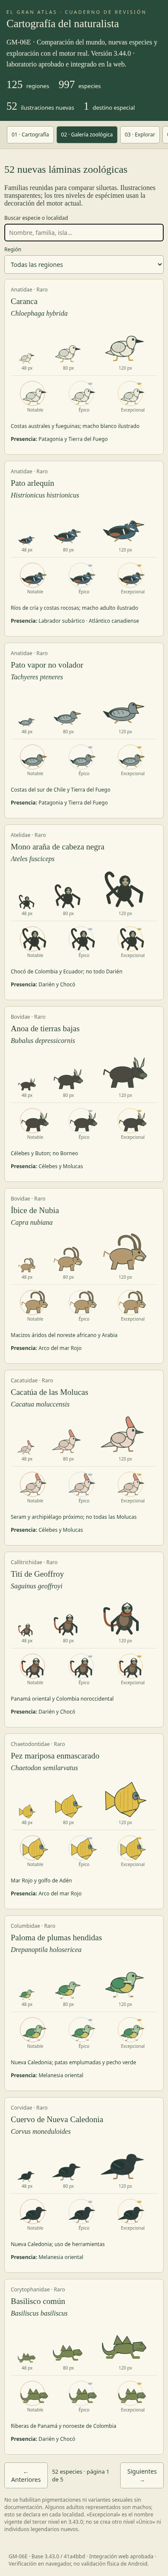 EL GRAN ATLAS · CUADERNO DE REVISIÓN
Cartografía del naturalista
GM-06E · Comparación del mundo, nuevas especies y
exploración con el motor real. Versión 3.44.0 ·
laboratorio aprobado e integrado en la web.
125 regiones 997 especies
52 ilustraciones nuevas 1 destino especial
01 · Cartografía
02 · Galería zoológica
03 · Explorar
52 nuevas láminas zoológicas
Familias reunidas para comparar siluetas. Ilustraciones
transparentes; los tres niveles de espécimen usan la
decoración del motor actual.
Buscar especie o localidad
Nombre, familia, isla…
Región
Todas las regiones
Anatidae · Raro
Caranca
Chloephaga hybrida
48 px 80 px 120 px
Notable Épico Excepcional
Costas australes y fueguinas; macho blanco ilustrado
Presencia: Patagonia y Tierra del Fuego
Anatidae · Raro
Pato arlequín
Histrionicus histrionicus
48 px 80 px 120 px
Notable Épico Excepcional
Ríos de cría y costas rocosas; macho adulto ilustrado
Presencia: Labrador subártico · Atlántico canadiense
Anatidae · Raro
Pato vapor no volador
Tachyeres pteneres
48 px 80 px 120 px
Notable Épico Excepcional
Costas del sur de Chile y Tierra del Fuego
Presencia: Patagonia y Tierra del Fuego
Atelidae · Raro
Mono araña de cabeza negra
Ateles fusciceps
48 px 80 px 120 px
Notable Épico Excepcional
Chocó de Colombia y Ecuador; no todo Darién
Presencia: Darién y Chocó
Bovidae · Raro
Anoa de tierras bajas
Bubalus depressicornis
48 px 80 px 120 px
Notable Épico Excepcional
Célebes y Buton; no Borneo
Presencia: Célebes y Molucas
Bovidae · Raro
Íbice de Nubia
Capra nubiana
48 px 80 px 120 px
Notable Épico Excepcional
Macizos áridos del noreste africano y Arabia
Presencia: Arco del mar Rojo
Cacatuidae · Raro
Cacatúa de las Molucas
Cacatua moluccensis
48 px 80 px 120 px
Notable Épico Excepcional
Seram y archipiélago próximo; no todas las Molucas
Presencia: Célebes y Molucas
Callitrichidae · Raro
Tití de Geoffroy
Saguinus geoffroyi
48 px 80 px 120 px
Notable Épico Excepcional
Panamá oriental y Colombia noroccidental
Presencia: Darién y Chocó
Chaetodontidae · Raro
Pez mariposa enmascarado
Chaetodon semilarvatus
48 px 80 px 120 px
Notable Épico Excepcional
Mar Rojo y golfo de Adén
Presencia: Arco del mar Rojo
Columbidae · Raro
Paloma de plumas hendidas
Drepanoptila holosericea
48 px 80 px 120 px
Notable Épico Excepcional
Nueva Caledonia; patas emplumadas y pecho verde
Presencia: Melanesia oriental
Corvidae · Raro
Cuervo de Nueva Caledonia
Corvus moneduloides
48 px 80 px 120 px
Notable Épico Excepcional
Nueva Caledonia; uso de herramientas
Presencia: Melanesia oriental
Corytophanidae · Raro
Basilisco común
Basiliscus basiliscus
48 px 80 px 120 px
Notable Épico Excepcional
Riberas de Panamá y noroeste de Colombia
Presencia: Darién y Chocó
← Anteriores
52 especies · página 1 de 5
Siguientes →
No se habilitan pigmentaciones ni variantes sexuales sin
documentación. Algunos adultos representados son machos;
esto se declara en cada localidad. «Excepcional» es el nombre
vigente del tercer nivel en 3.43.0; no se crea otro nivel «Único» ni
individuos legendarios nuevos.
GM-06E · Base 3.43.0 / 41a4bbd · Integración web aprobada ·
Verificación en navegador, no validación física de Android.